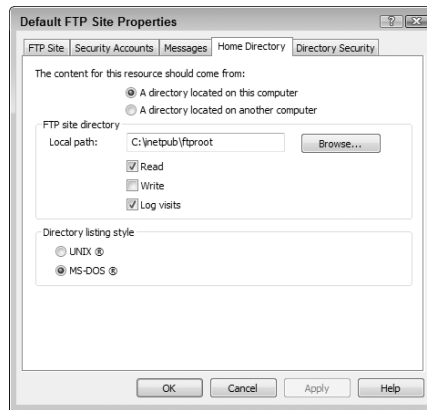 Default FTP Site Properties
FTP Site Security Accounts Messages Home Directory Directory Security
The content for this resource should come from:
A directory located on this computer
A directory located on another computer
FTP site directory
Local path: C:\inetpub\ftproot Browse...
Read
Write
Log visits
Directory listing style
UNIX ®
MS-DOS ®
OK Cancel Apply Help